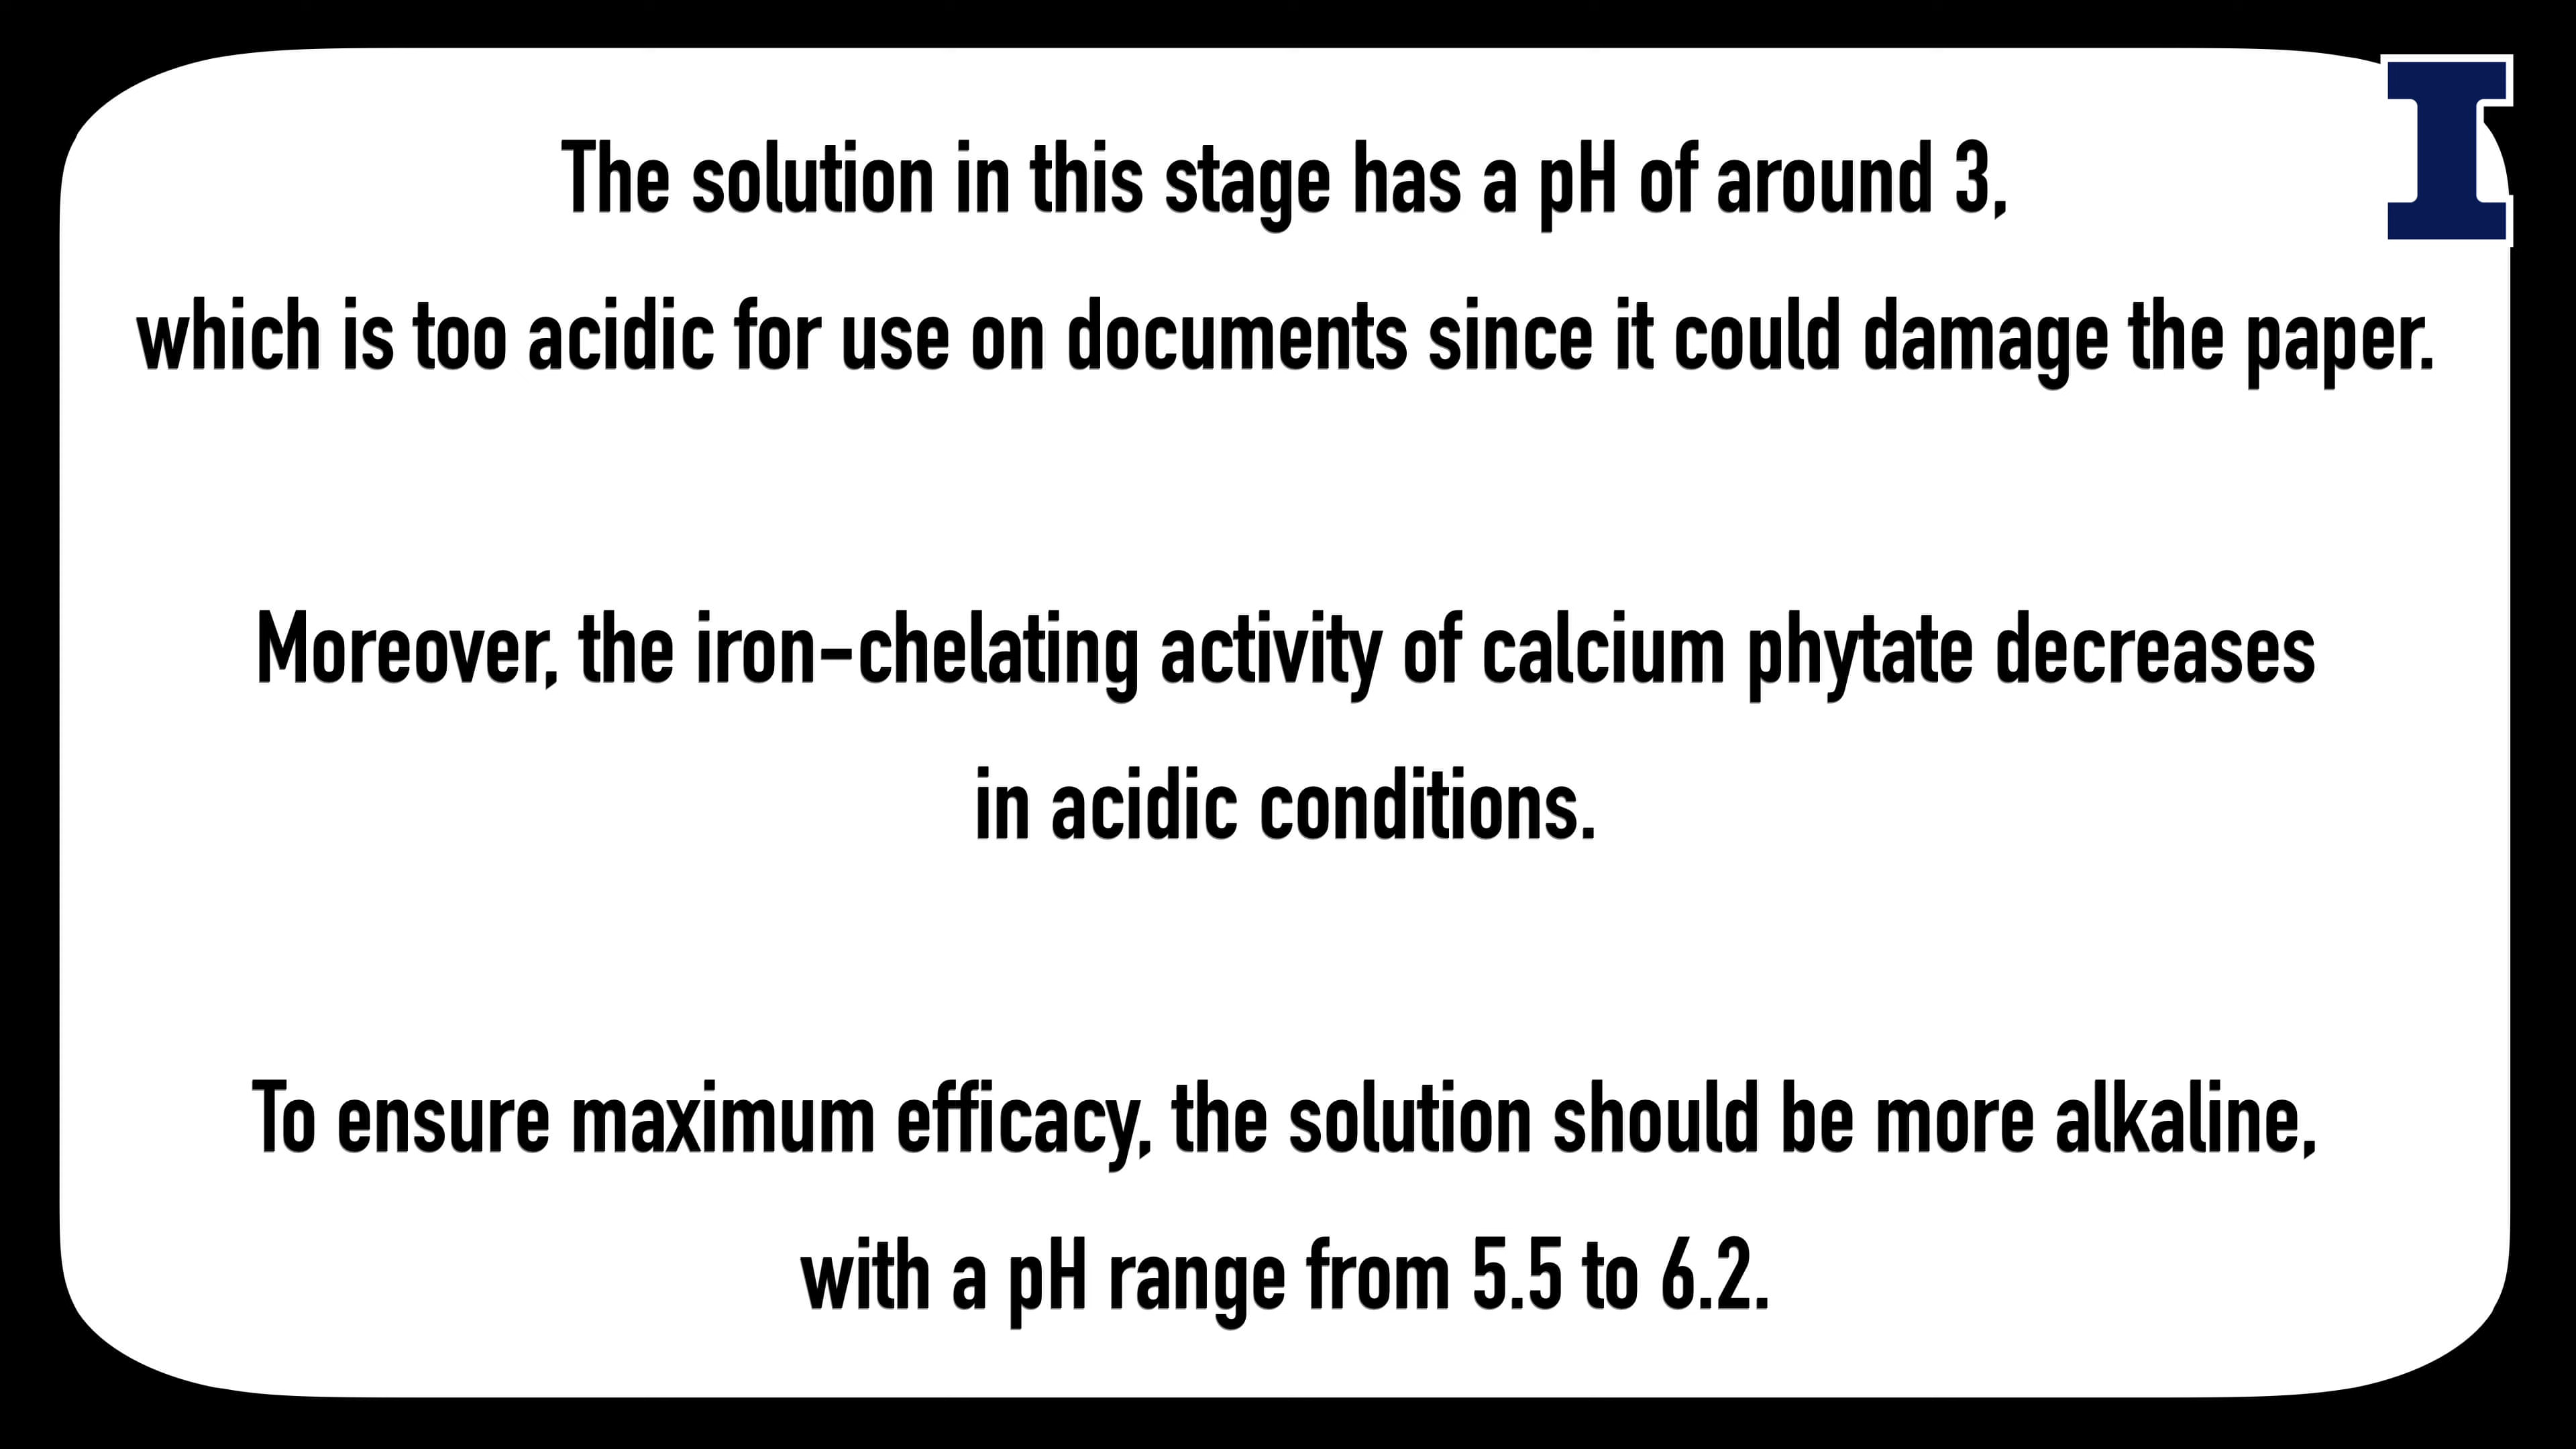 The solution in this stage has a pH of around 3,
which is too acidic for use on documents since it could damage the paper.
Moreover, the iron-chelating activity of calcium phytate decreases
in acidic conditions.
To ensure maximum efficacy, the solution should be more alkaline,
with a pH range from 5.5 to 6.2.
I